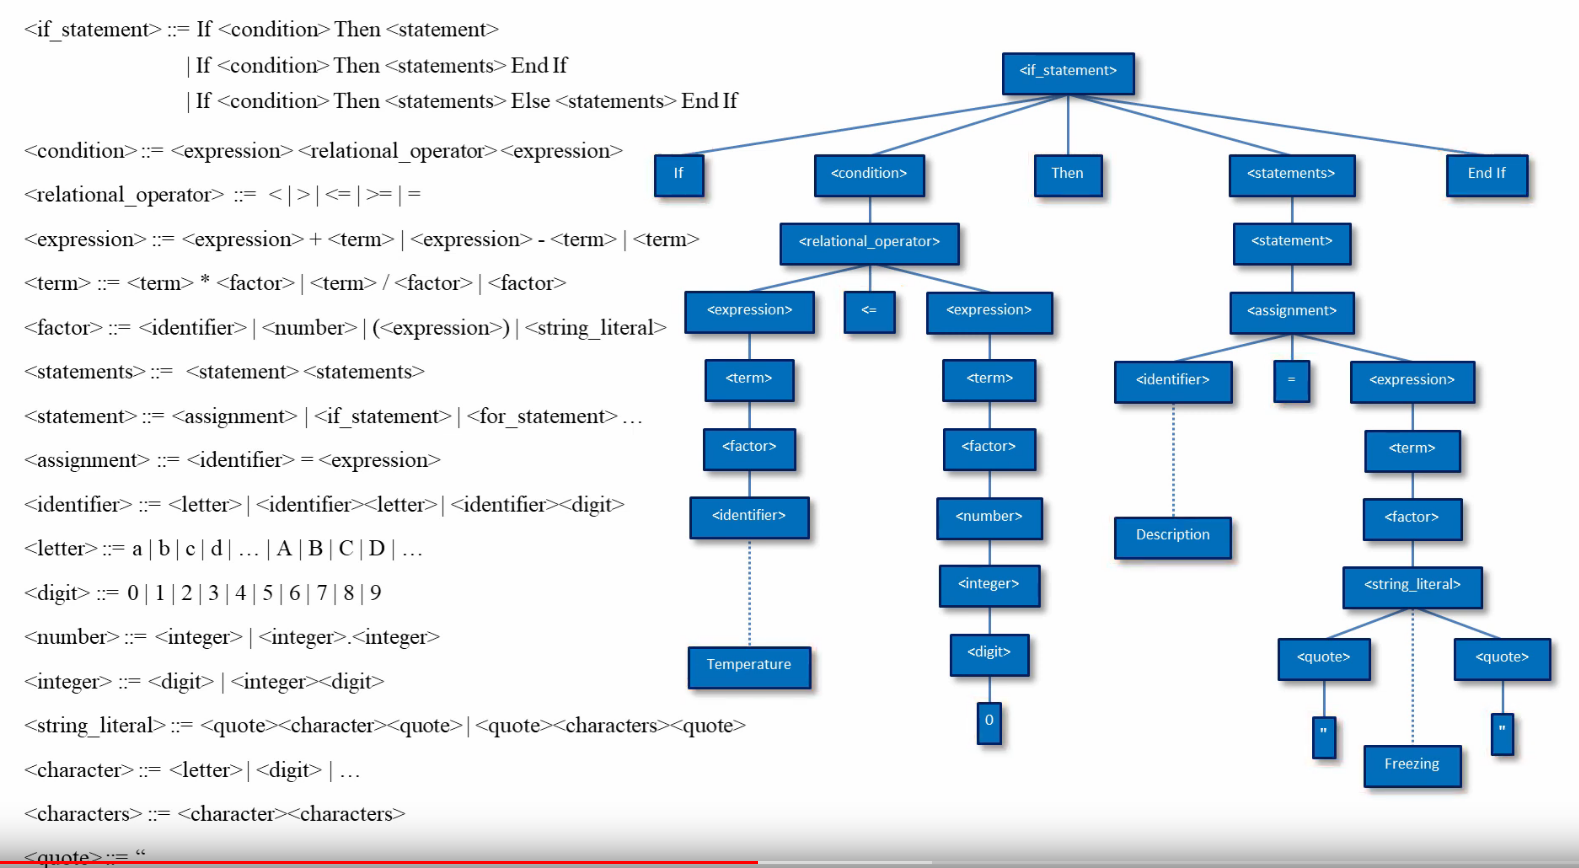 <if_statement> ::= If <condition> Then <statement>
| If <condition> Then <statements> End If
| If <condition> Then <statements> Else <statements> End If
<condition> ::= <expression> <relational_operator> <expression>
<relational_operator> ::= < | > | <= | >= | =
<expression> ::= <expression> + <term> | <expression> - <term> | <term>
<term> ::= <term> * <factor> | <term> / <factor> | <factor>
<factor> ::= <identifier> | <number> | (<expression>) | <string_literal>
<statements> ::= <statement> <statements>
<statement> ::= <assignment> | <if_statement> | <for_statement> …
<assignment> ::= <identifier> = <expression>
<identifier> ::= <letter> | <identifier><letter> | <identifier><digit>
<letter> ::= a | b | c | d | … | A | B | C | D | …
<digit> ::= 0 | 1 | 2 | 3 | 4 | 5 | 6 | 7 | 8 | 9
<number> ::= <integer> | <integer>.<integer>
<integer> ::= <digit> | <integer><digit>
<string_literal> ::= <quote><character><quote> | <quote><characters><quote>
<character> ::= <letter> | <digit> | …
<characters> ::= <character><characters>
<quote> ::= “
<if_statement>
If
<condition>
Then
<statements>
End If
<relational_operator>
<statement>
<expression>
<=
<expression>
<assignment>
<term>
<term>
<identifier>
=
<expression>
<factor>
<factor>
<term>
<identifier>
<number>
<factor>
Description
<integer>
<string_literal>
<digit>
<quote>
<quote>
Temperature
0
"
"
Freezing